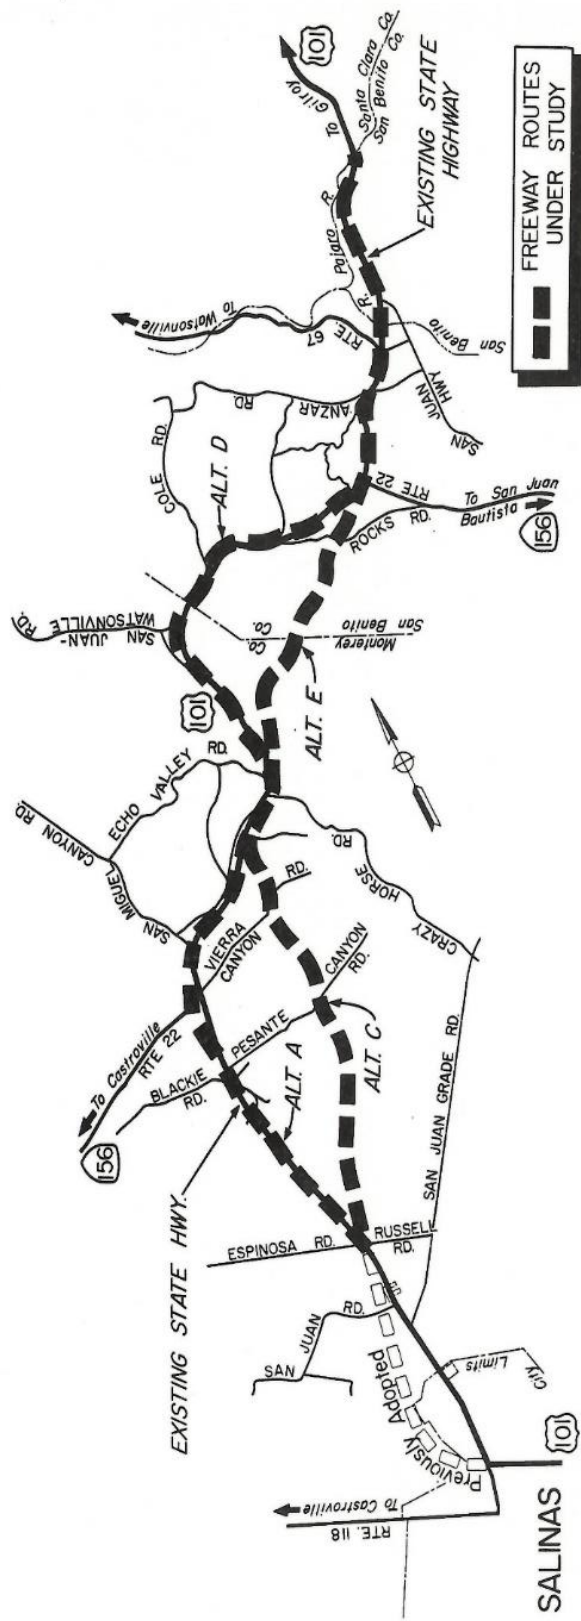 SALINAS
101
RTE. 118
To Castroville
Previously
Adopted
City
Limits
SAN
JUAN
RD.
ESPINOSA RD.
RUSSELL
RD.
SAN JUAN GRADE RD.
EXISTING STATE HWY.
156
To Castroville
RTE 22
BLACKIE
RD.
PESANTE
CANYON
RD.
ALT. A
ALT. C
VIERRA
CANYON
RD.
SAN
MIGUEL
CANYON RD.
ECHO
VALLEY
RD.
CRAZY
HORSE
RD
101
SAN
JUAN-
WATSONVILLE
RD.
ALT. E
Monterey
Co.
San Benito
Co.
COLE
RD.
ALT. D
ROCKS
RD.
RTE 22
To San Juan
Bautista
156
ANZAR
RD.
SAN
JUAN
HWY
RTE.
67
To
Watsonville
San Benito
R.
Pajaro
R.
EXISTING STATE
HIGHWAY
To
Gilroy
101
Santa Clara Co.
San Benito Co.
FREEWAY ROUTES
UNDER STUDY